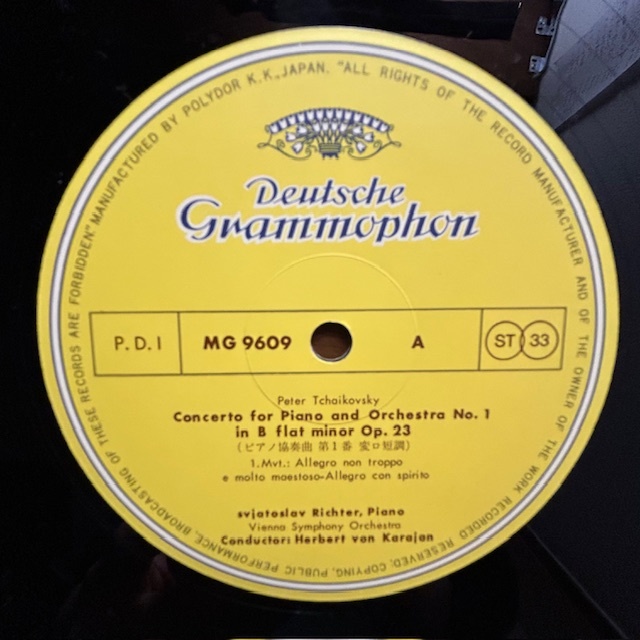 "MANUFACTURED BY POLYDOR K.K., JAPAN. "ALL RIGHTS OF THE RECORD MANUFACTURER AND OF THE OWNER OF THE WORK RECORDED RESERVED, COPYING, PUBLIC PERFORMANCE, BROADCASTING OF THESE RECORDS ARE FORBIDDEN"
Deutsche
Grammophon
P. D. I MG 9609 A ST 33
Peter Tchaikovsky
Concerto for Piano and Orchestra No. 1
in B flat minor Op. 23
(ピアノ協奏曲 第1番 変ロ短調)
1. Mvt.: Allegro non troppo
e molto maestoso-Allegro con spirito
svjatoslav Richter, Piano
Vienna Symphony Orchestra
Conductor: Herbert von Karajan